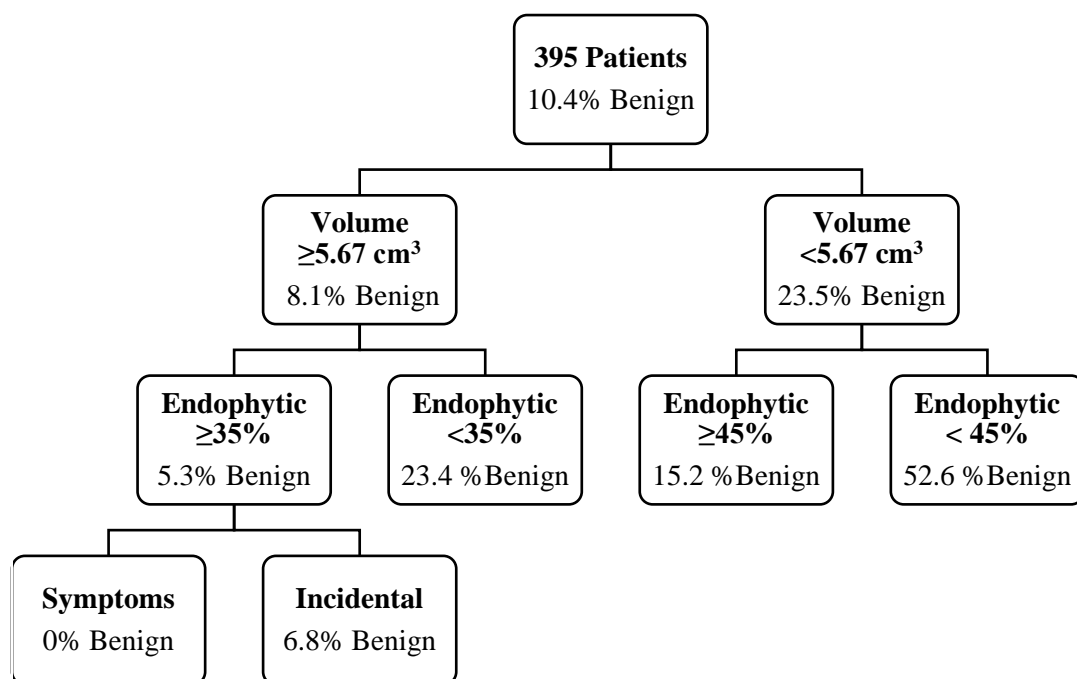 395 Patients
10.4% Benign
Volume
≥5.67 cm³
8.1% Benign
Volume
<5.67 cm³
23.5% Benign
Endophytic
≥35%
5.3% Benign
Endophytic
<35%
23.4 %Benign
Endophytic
≥45%
15.2 %Benign
Endophytic
< 45%
52.6 % Benign
Symptoms
0% Benign
Incidental
6.8% Benign